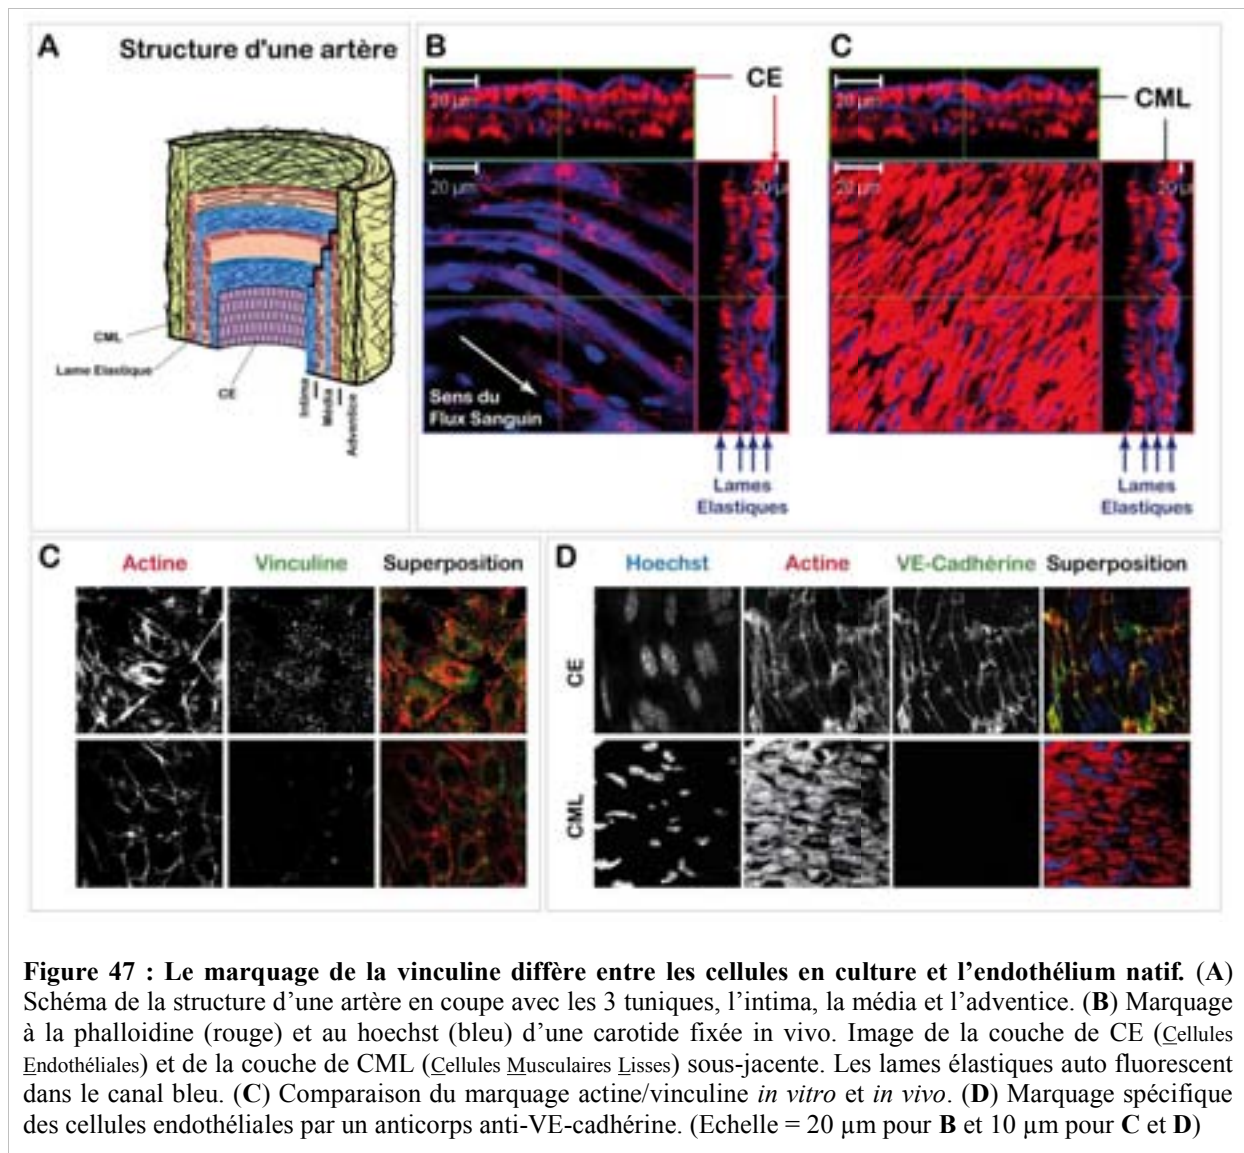 A
Structure d'une artère
CML
Lame Elastique
CE
Intima
Média
Adventice
B
20 µm
CE
20 µm
20 µ
Sens du
Flux Sanguin
Lames
Elastiques
C
20 µm
CML
20 µm
20 µ
Lames
Elastiques
C
Actine
Vinculine
Superposition
D
Hoechst
Actine
VE-Cadhérine
Superposition
CE
CML
Figure 47 : Le marquage de la vinculine diffère entre les cellules en culture et l'endothélium natif. (A)
Schéma de la structure d'une artère en coupe avec les 3 tuniques, l'intima, la média et l'adventice. (B) Marquage
à la phalloidine (rouge) et au hoechst (bleu) d'une carotide fixée in vivo. Image de la couche de CE (Cellules
Endothéliales) et de la couche de CML (Cellules Musculaires Lisses) sous-jacente. Les lames élastiques auto fluorescent
dans le canal bleu. (C) Comparaison du marquage actine/vinculine in vitro et in vivo. (D) Marquage spécifique
des cellules endothéliales par un anticorps anti-VE-cadhérine. (Echelle = 20 µm pour B et 10 µm pour C et D)